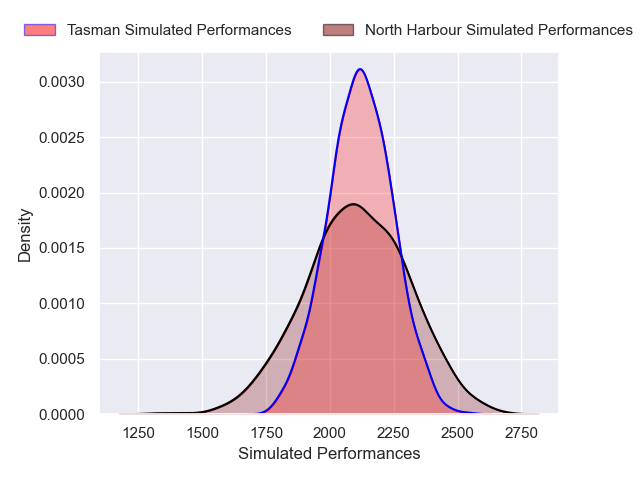 Tasman Simulated Performances
North Harbour Simulated Performances
0.0030
0.0025
0.0020
0.0015
0.0010
0.0005
0.0000
Density
1250 1500 1750 2000 2250 2500 2750
Simulated Performances